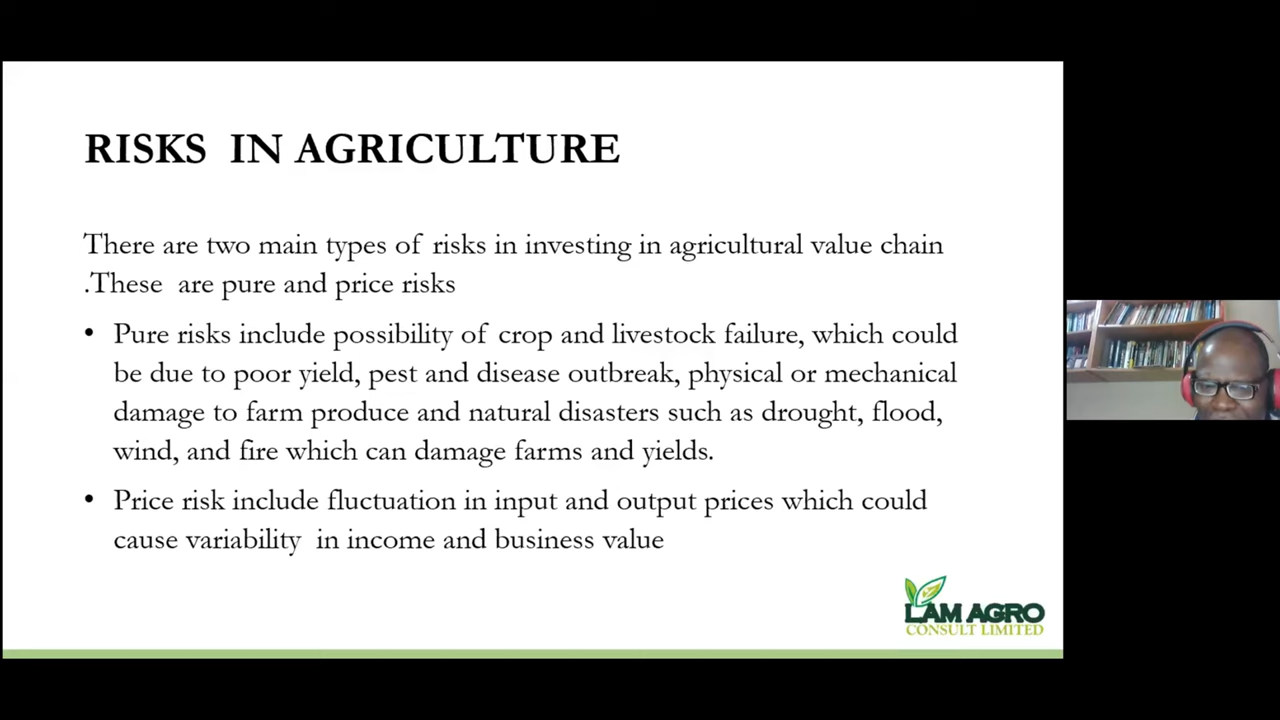 RISKS  IN AGRICULTURE
There are two main types of risks in investing in agricultural value chain
.These  are pure and price risks
• Pure risks include possibility of crop and livestock failure, which could
be due to poor yield, pest and disease outbreak, physical or mechanical
damage to farm produce and natural disasters such as drought, flood,
wind, and fire which can damage farms and yields.
• Price risk include fluctuation in input and output prices which could
cause variability  in income and business value
LAM AGRO
CONSULT LIMITED